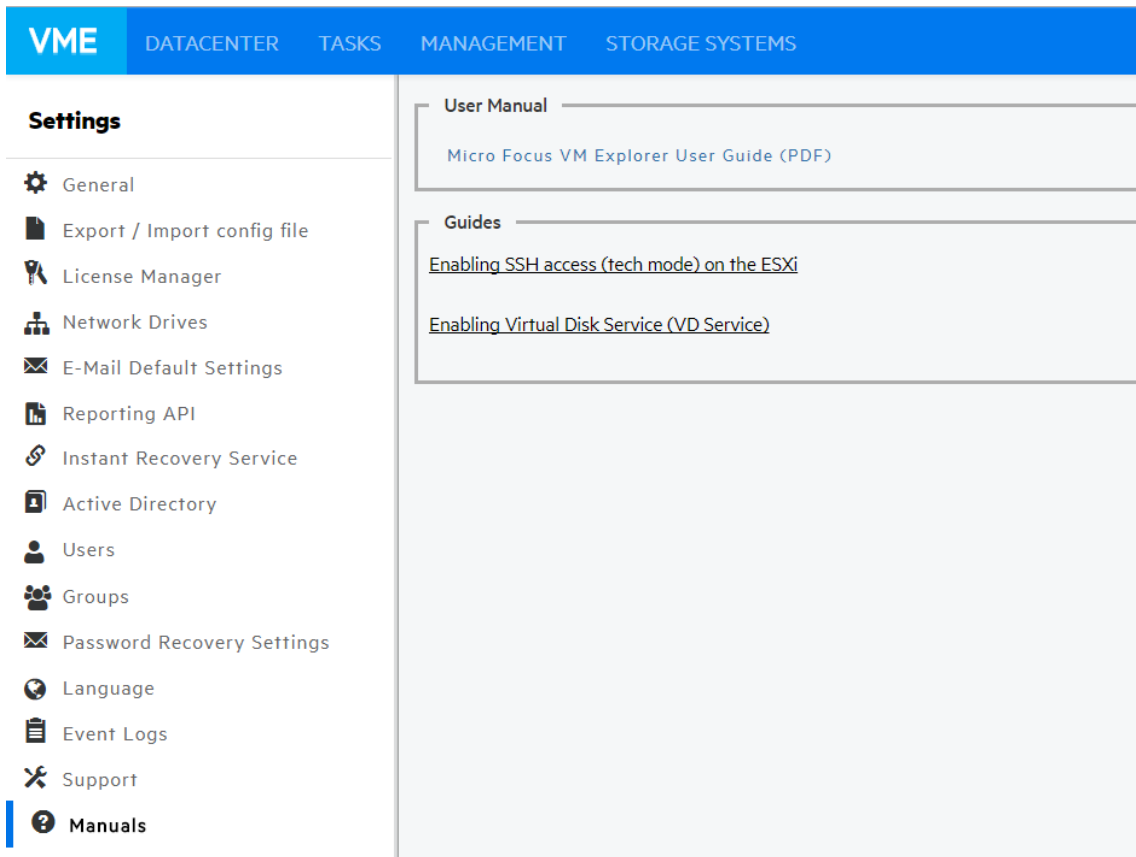 VME DATACENTER TASKS MANAGEMENT STORAGE SYSTEMS
Settings
General
Export / Import config file
License Manager
Network Drives
E-Mail Default Settings
Reporting API
Instant Recovery Service
Active Directory
Users
Groups
Password Recovery Settings
Language
Event Logs
Support
Manuals
User Manual
Micro Focus VM Explorer User Guide (PDF)
Guides
Enabling SSH access (tech mode) on the ESXi
Enabling Virtual Disk Service (VD Service)